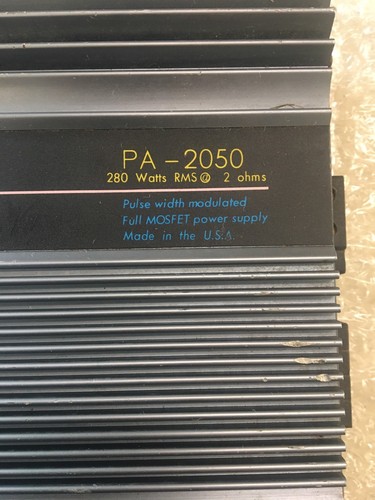 PA-2050
280 Watts RMS@ 2 ohms
Pulse width modulated
Full MOSFET power supply
Made in the U.S.A.